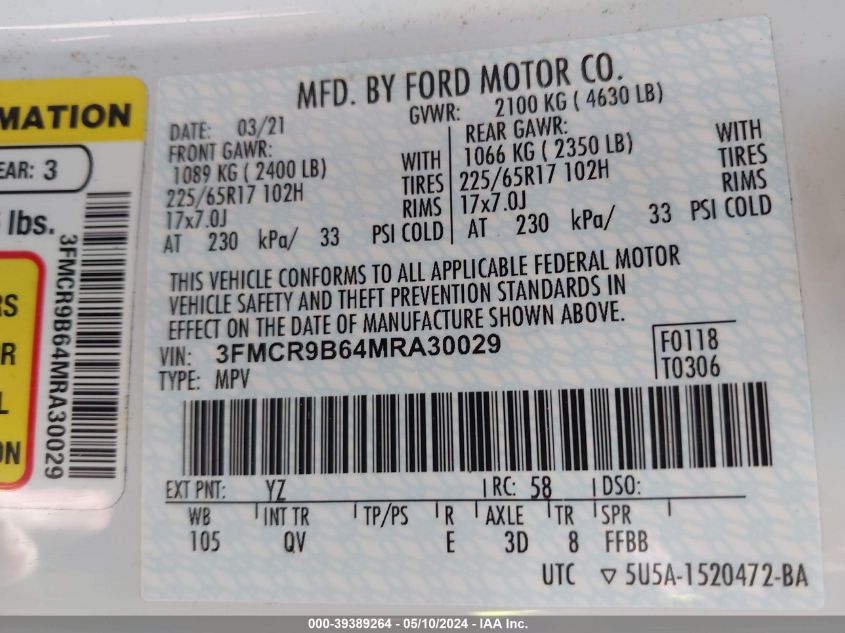 MATION
EAR: 3
lbs.
RS
R
L
ON
3FMCR9B64MRA30029
MFD. BY FORD MOTOR CO.
DATE: 03/21 GVWR: 2100 KG ( 4630 LB)
FRONT GAWR: REAR GAWR:
1089 KG ( 2400 LB) WITH 1066 KG ( 2350 LB) WITH
225/65R17 102H TIRES 225/65R17 102H TIRES
17x7.0J RIMS 17x7.0J RIMS
AT 230 kPa/ 33 PSI COLD AT 230 kPa/ 33 PSI COLD
THIS VEHICLE CONFORMS TO ALL APPLICABLE FEDERAL MOTOR
VEHICLE SAFETY AND THEFT PREVENTION STANDARDS IN
EFFECT ON THE DATE OF MANUFACTURE SHOWN ABOVE.
VIN: 3FMCR9B64MRA30029 F0118
TYPE: MPV T0306
EXT PNT: YZ RC: 58 DSO:
WB INT TR TP/PS R AXLE TR SPR
105 QV E 3D 8 FFBB
UTC ▽ 5U5A-1520472-BA
000-39389264 - 05/10/2024 - IAA Inc.